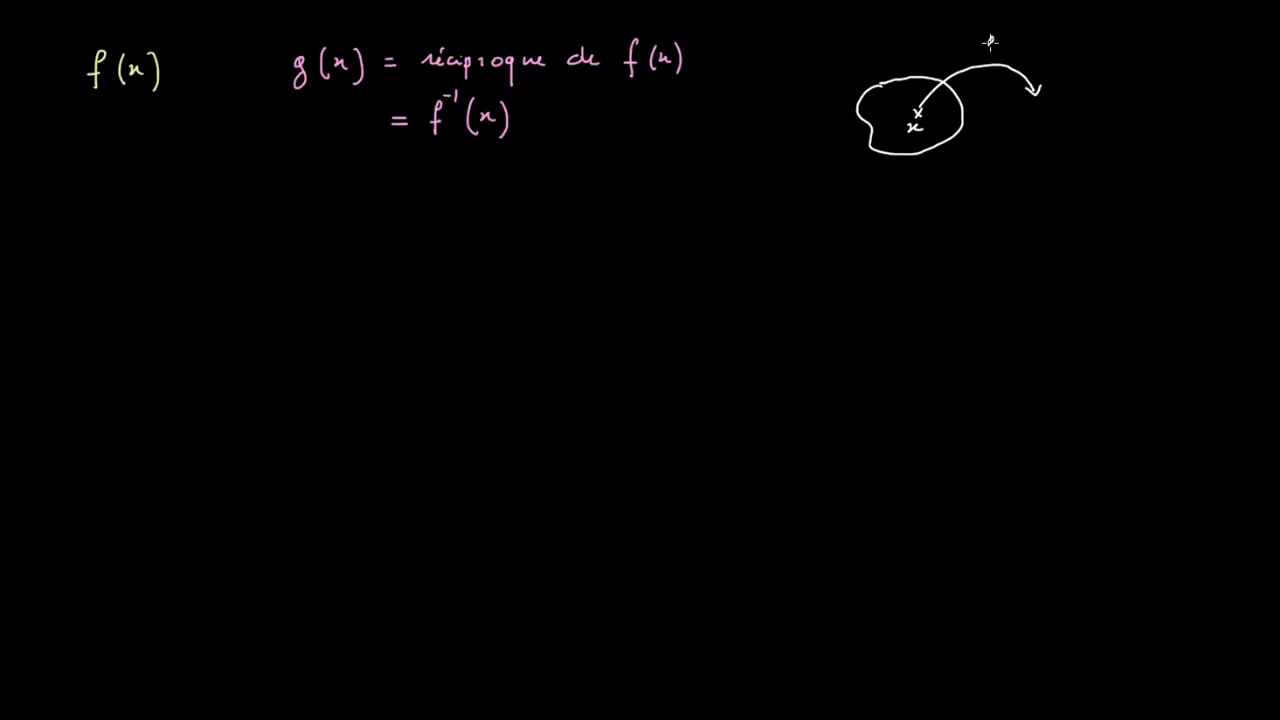 f(x)
g(x) = réciproque de f(x)
= f⁻¹(x)
x